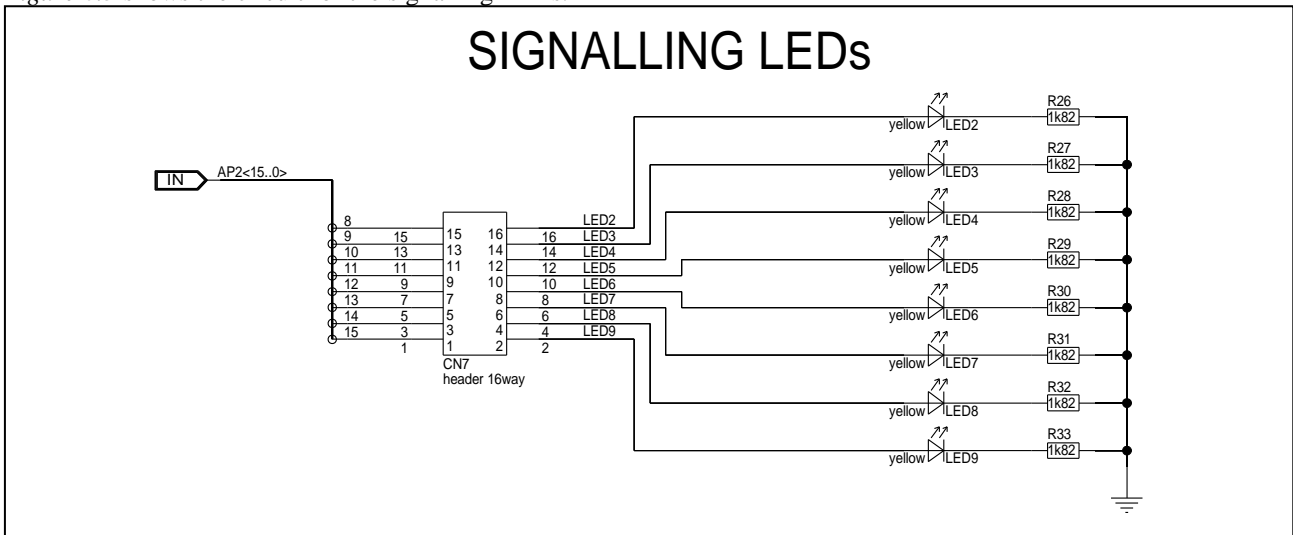 SIGNALLING LEDs
IN AP2<15..0>
8 15 15 16 16 LED2
9 13 13 14 14 LED3
10 11 11 12 12 LED4
11 9 9 10 10 LED5
12 7 7 8 8 LED6
13 5 5 6 6 LED7
14 3 3 4 4 LED8
15 1 1 2 2 LED9
CN7
header 16way
yellow LED2 R26 1k82
yellow LED3 R27 1k82
yellow LED4 R28 1k82
yellow LED5 R29 1k82
yellow LED6 R30 1k82
yellow LED7 R31 1k82
yellow LED8 R32 1k82
yellow LED9 R33 1k82